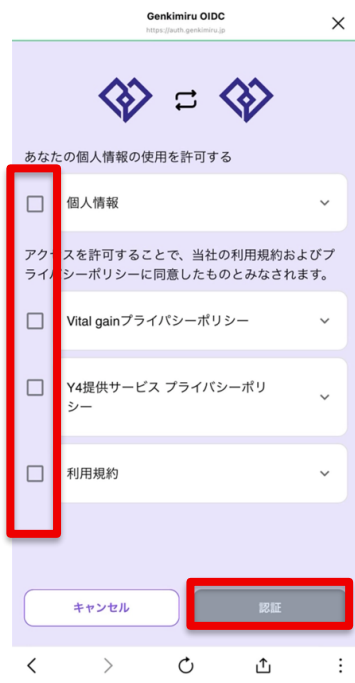 Genkimiru OIDC
https://auth.genkimiru.jp
あなたの個人情報の使用を許可する
個人情報
アクセスを許可することで、当社の利用規約およびプ
ライバシーポリシーに同意したものとみなされます。
Vital gainプライバシーポリシー
Y4提供サービス プライバシーポリ
シー
利用規約
キャンセル
認証